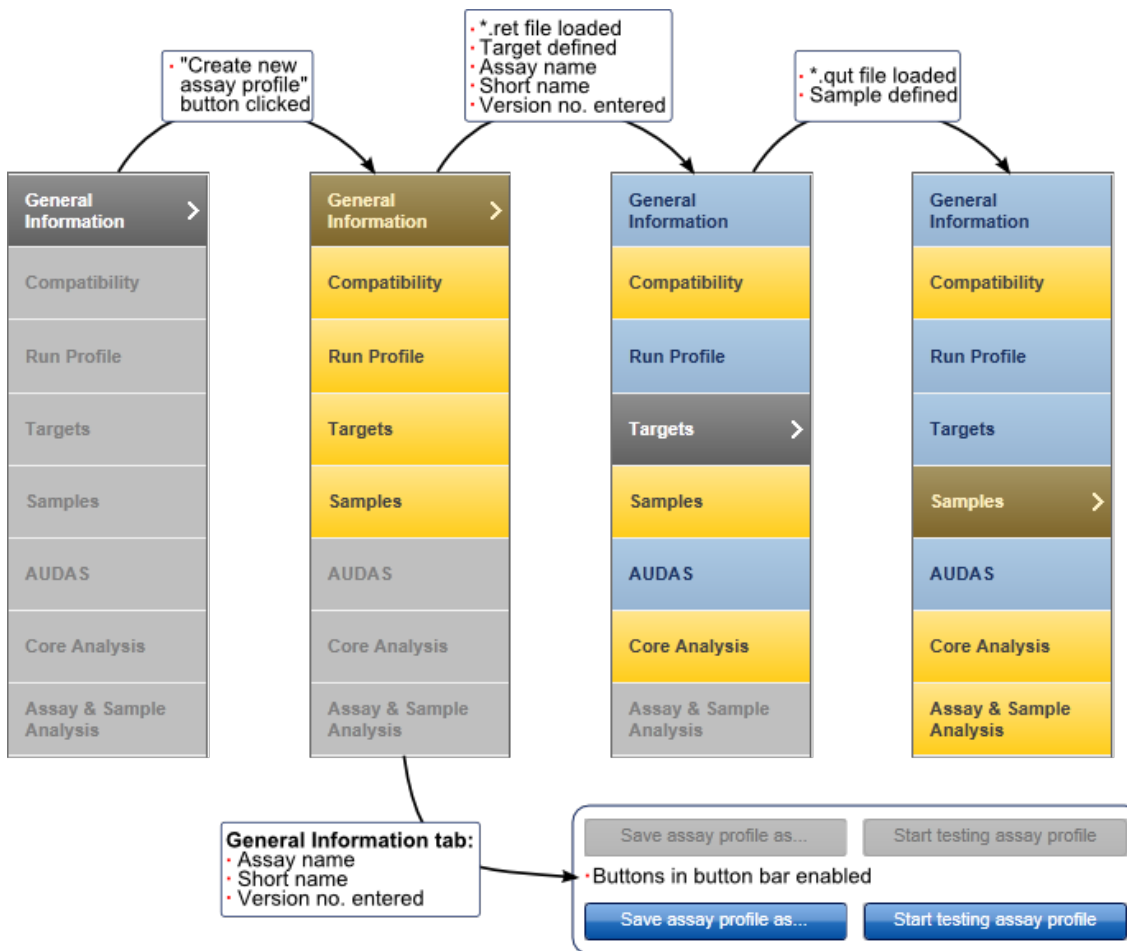 · "Create new
assay profile"
button clicked
· *.ret file loaded
· Target defined
· Assay name
· Short name
· Version no. entered
· *.qut file loaded
· Sample defined
General
Information
Compatibility
Run Profile
Targets
Samples
AUDAS
Core Analysis
Assay & Sample
Analysis
General
Information
Compatibility
Run Profile
Targets
Samples
AUDAS
Core Analysis
Assay & Sample
Analysis
General
Information
Compatibility
Run Profile
Targets
Samples
AUDAS
Core Analysis
Assay & Sample
Analysis
General
Information
Compatibility
Run Profile
Targets
Samples
AUDAS
Core Analysis
Assay & Sample
Analysis
General Information tab:
· Assay name
· Short name
· Version no. entered
Save assay profile as...
Start testing assay profile
· Buttons in button bar enabled
Save assay profile as...
Start testing assay profile